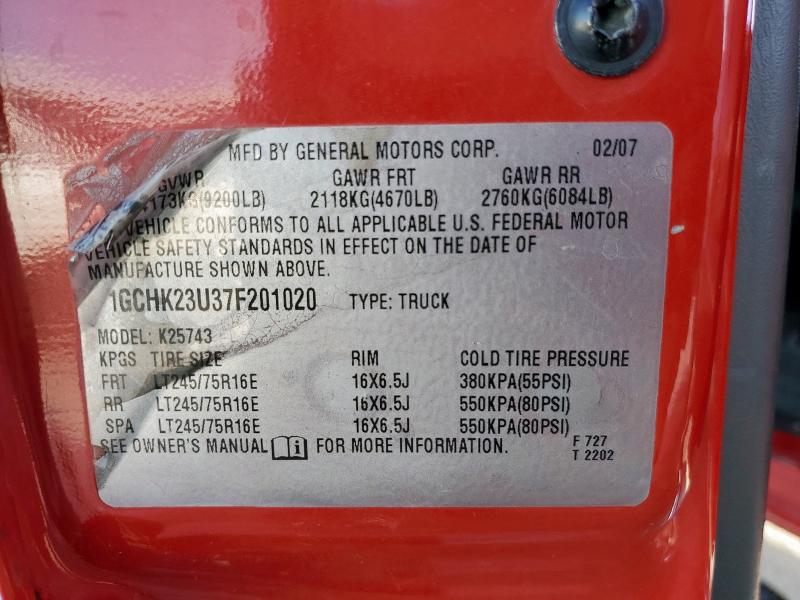 MFD BY GENERAL MOTORS CORP. 02/07
GVWR GAWR FRT GAWR RR
173KG(9200LB) 2118KG(4670LB) 2760KG(6084LB)
VEHICLE CONFORMS TO ALL APPLICABLE U.S. FEDERAL MOTOR
VEHICLE SAFETY STANDARDS IN EFFECT ON THE DATE OF
MANUFACTURE SHOWN ABOVE.
1GCHK23U37F201020 TYPE: TRUCK
MODEL: K25743
KPGS TIRE SIZE RIM COLD TIRE PRESSURE
FRT LT245/75R16E 16X6.5J 380KPA(55PSI)
RR LT245/75R16E 16X6.5J 550KPA(80PSI)
SPA LT245/75R16E 16X6.5J 550KPA(80PSI)
SEE OWNER'S MANUAL FOR MORE INFORMATION.
F 727
T 2202